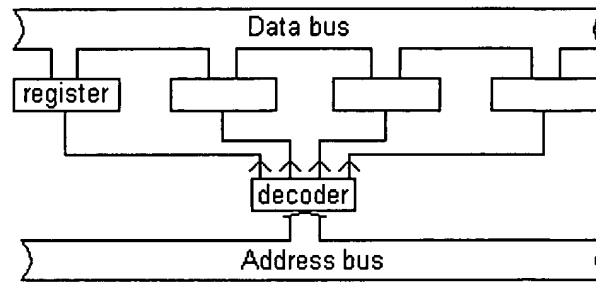 Data bus
register
decoder
Address bus